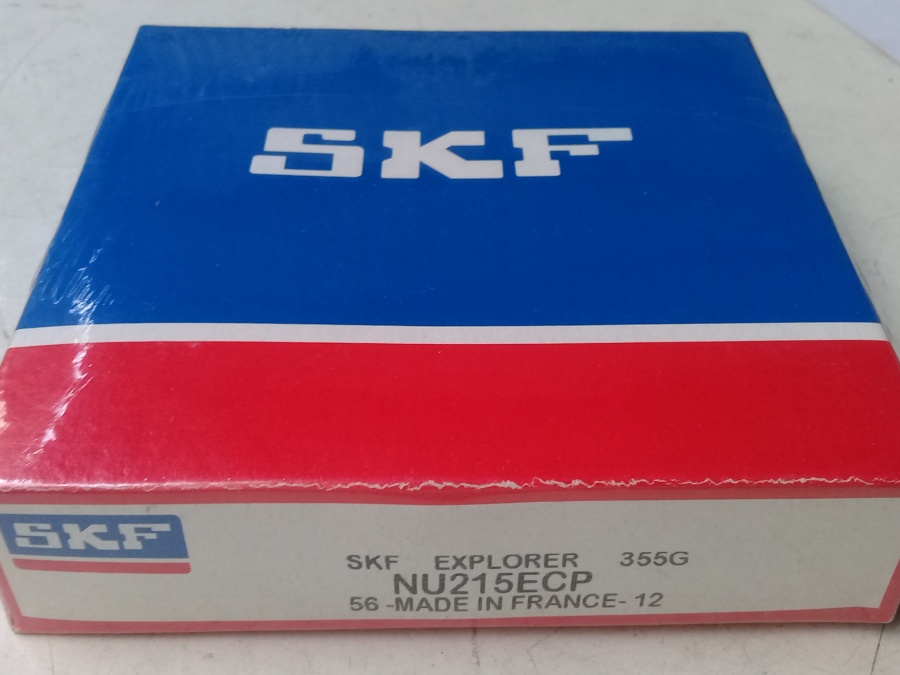 SKF
SKF
SKF EXPLORER 355G
NU215ECP
56 -MADE IN FRANCE- 12